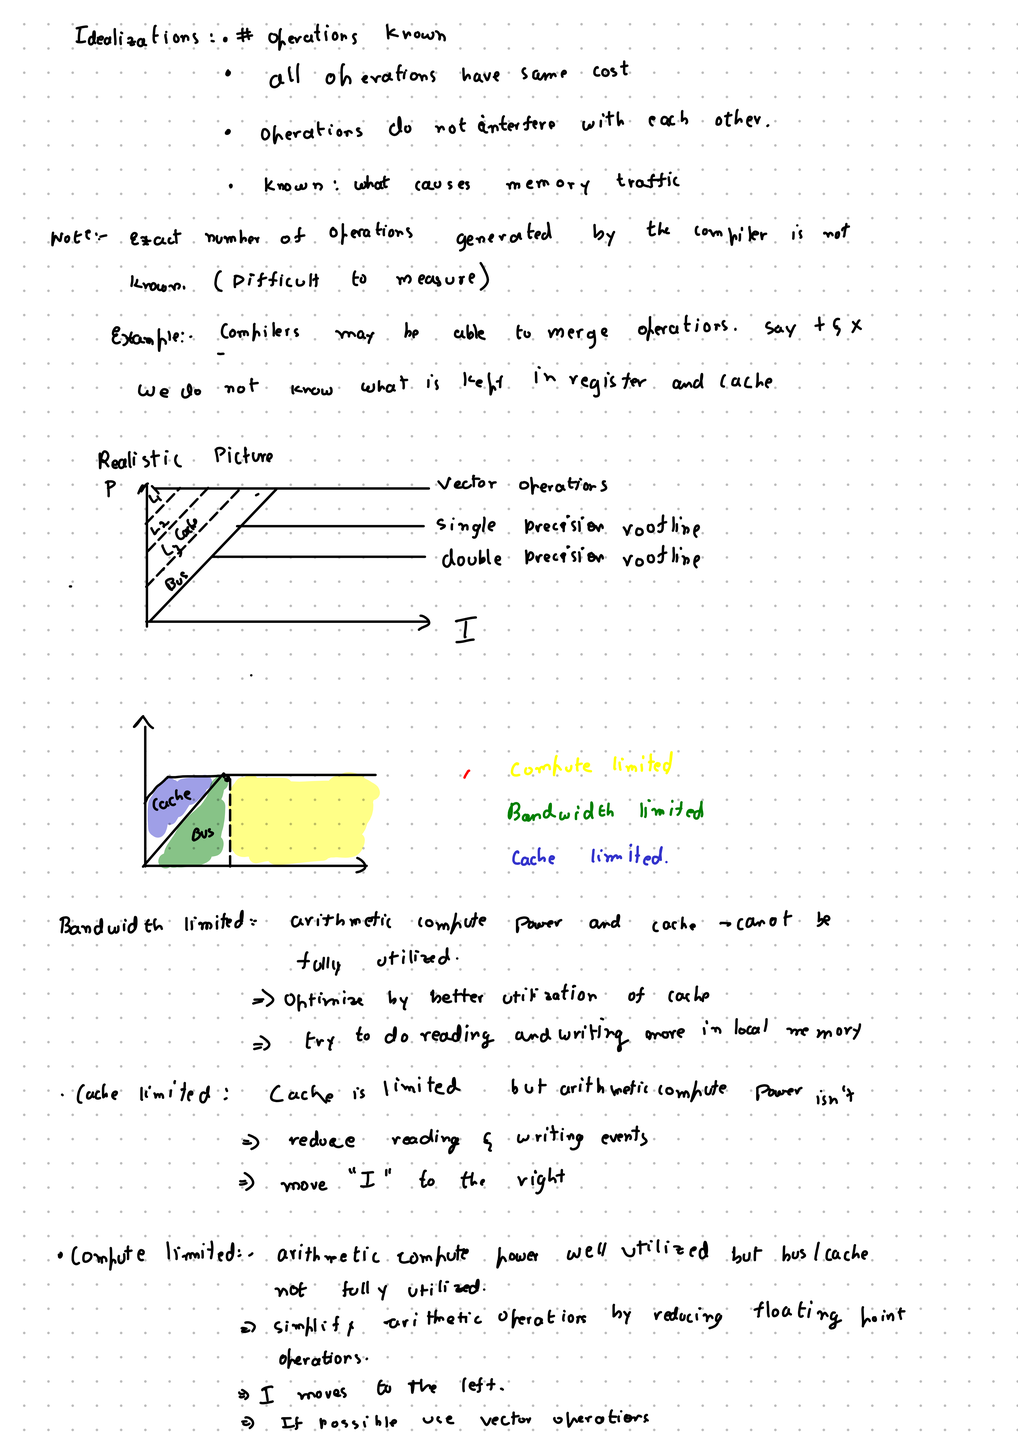 Idealizations :. # operations known
• all operations have same cost
• operations do not interfere with each other.
• known : what causes memory traffic
Note:- Exact number of operations generated by the compiler is not
known. (Difficult to measure)
Example:- Compilers may be able to merge operations. say + & x
We do not know what is kept in register and cache
Realistic Picture
P
L1
L2
L3 Cache
Bus
vector operations
single precision roofline
double precision roofline
I
Cache
Bus
Compute limited
Bandwidth limited
Cache limited.
Bandwidth limited:- arithmetic compute power and cache → canot be
fully utilized.
=> Optimize by better utilization of cache
=> try to do reading and writing more in local memory
• Cache limited : Cache is limited but arithmetic compute power isn't
=> reduce reading & writing events
=> move "I" to the right
• Compute limited:- arithmetic compute power well utilized but bus/cache
not fully utilized.
=> simplify arithmetic operation by reducing floating point
operations.
=> I moves to the left.
=> If possible use vector operations